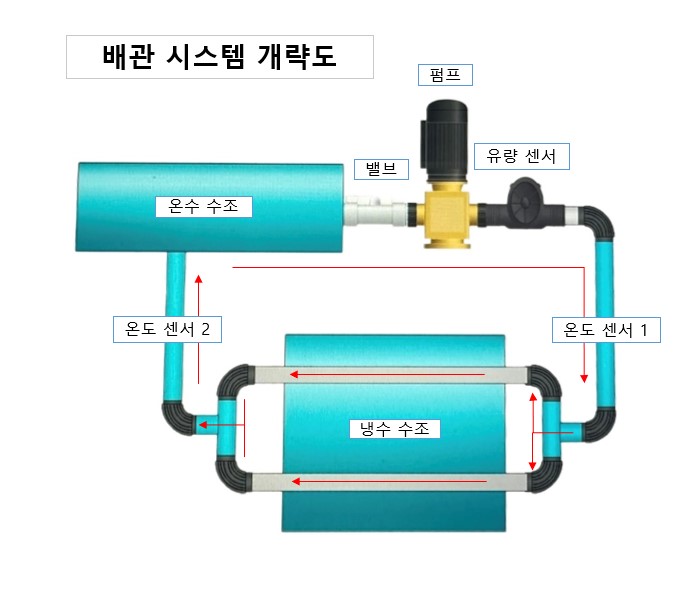 배관 시스템 개략도
펌프
유량 센서
밸브
온수 수조
온도 센서 2
온도 센서 1
냉수 수조